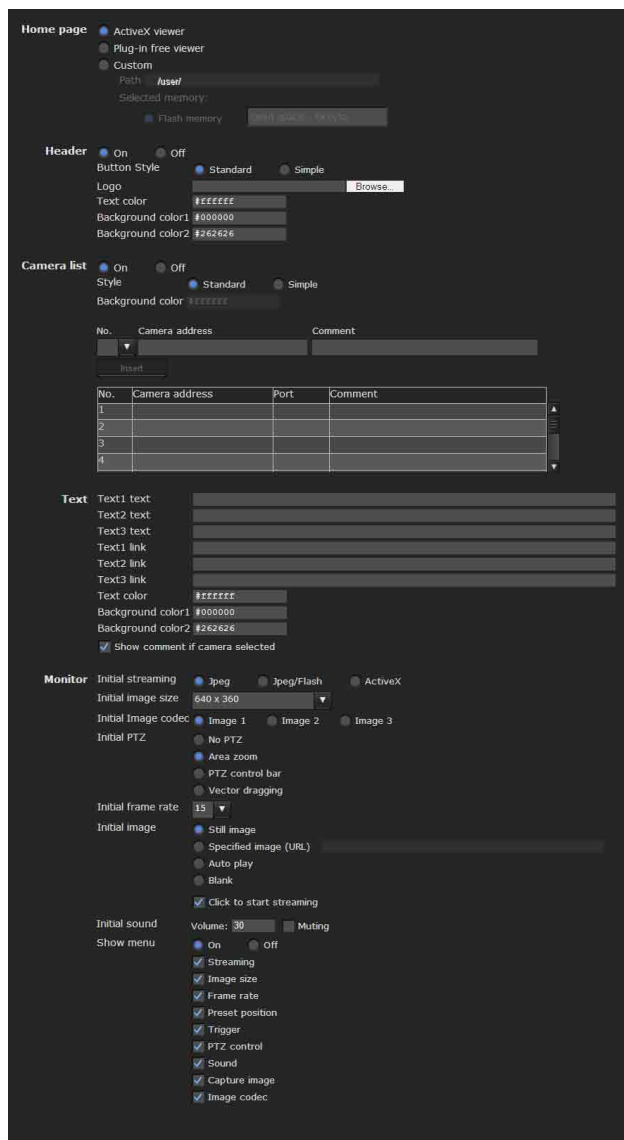 Home page ActiveX viewer
Plug-in free viewer
Custom
Path /user/
Selected memory:
Flash memory
Header On Off
Button Style Standard Simple
Logo Browse...
Text color #ffffff
Background color1 #000000
Background color2 #262626
Camera list On Off
Style Standard Simple
Background color #ffffff
No. Camera address Comment
Insert
No. Camera address Port Comment
1
2
3
4
Text Text1 text
Text2 text
Text3 text
Text1 link
Text2 link
Text3 link
Text color #ffffff
Background color1 #000000
Background color2 #262626
Show comment if camera selected
Monitor Initial streaming Jpeg Jpeg/Flash ActiveX
Initial image size 640 x 360
Initial Image codec Image 1 Image 2 Image 3
Initial PTZ No PTZ
Area zoom
PTZ control bar
Vector dragging
Initial frame rate 15
Initial image Still image
Specified image (URL)
Auto play
Blank
Click to start streaming
Initial sound Volume: 30 Muting
Show menu On Off
Streaming
Image size
Frame rate
Preset position
Trigger
PTZ control
Sound
Capture image
Image codec